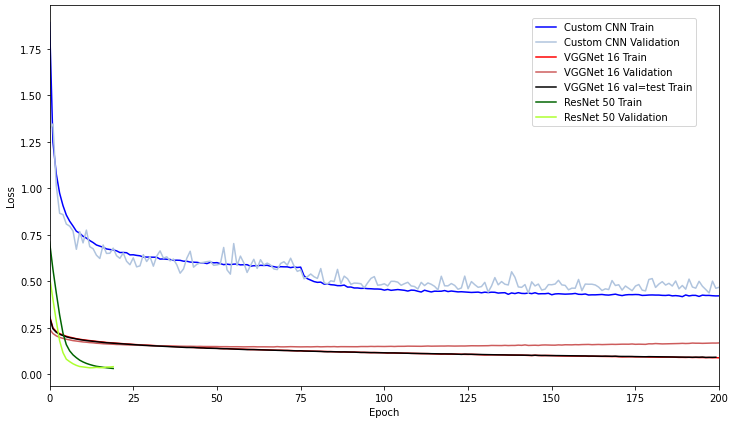 Custom CNN Train
Custom CNN Validation
VGGNet 16 Train
VGGNet 16 Validation
VGGNet 16 val=test Train
ResNet 50 Train
ResNet 50 Validation
Loss
1.75
1.50
1.25
1.00
0.75
0.50
0.25
0.00
0 25 50 75 100 125 150 175 200
Epoch